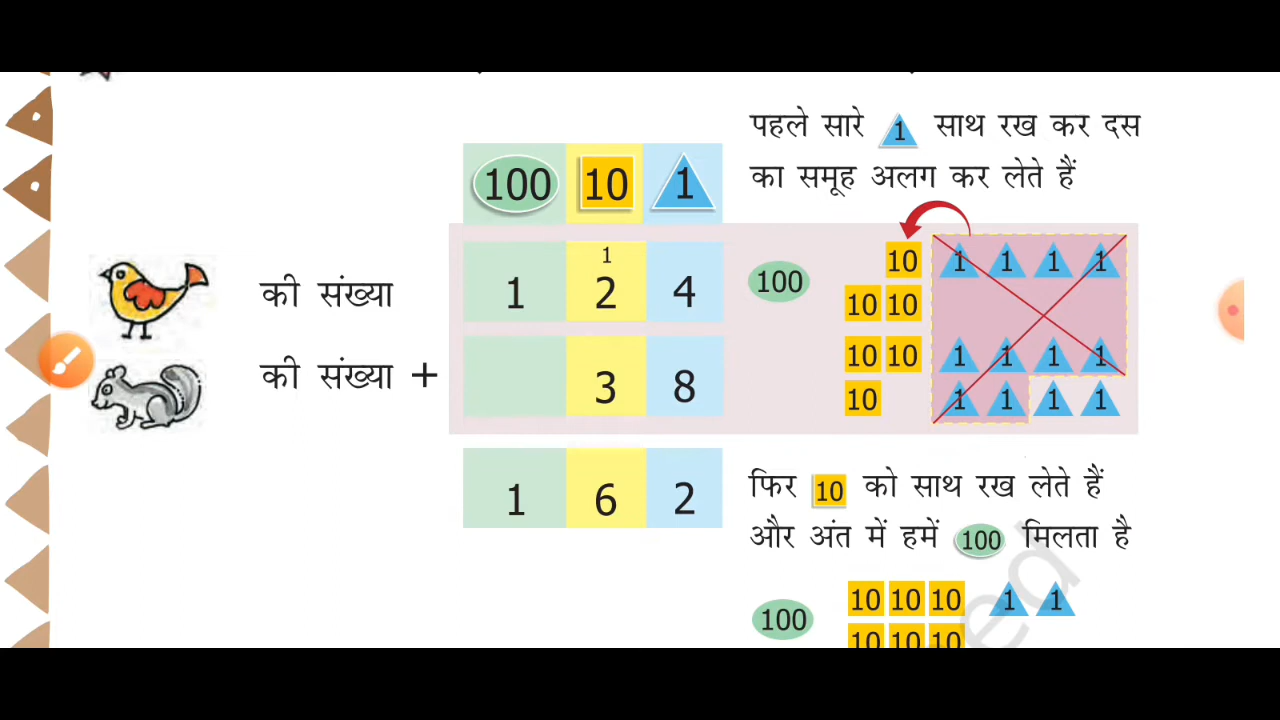 पहले सारे 1 साथ रख कर दस
का समूह अलग कर लेते हैं
100 10 1
1
की संख्या 1 2 4
की संख्या + 3 8
1 6 2
100 10 1 1 1 1
10 10
10 10 1 1 1 1
10 1 1 1 1
फिर 10 को साथ रख लेते हैं
और अंत में हमें 100 मिलता है
100 10 10 10 1 1
10 10 10